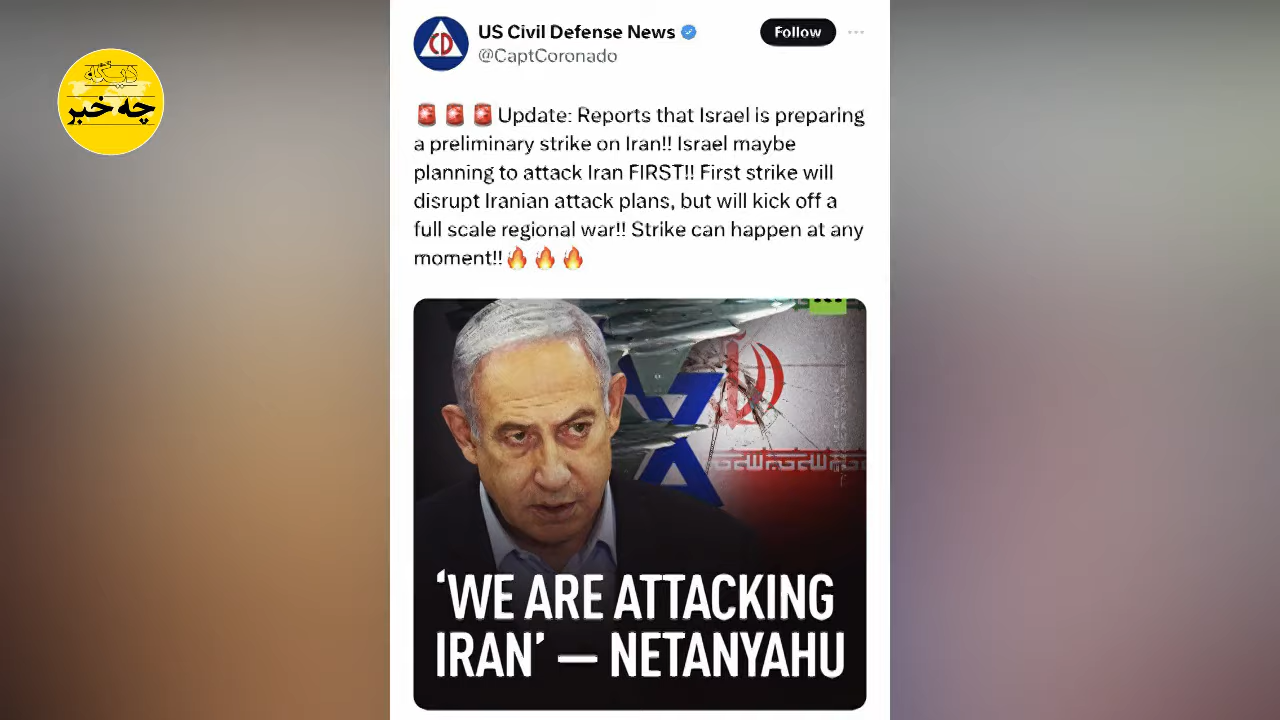 دیگه
چه خبر
CD
US Civil Defense News
Follow
@CaptCoronado
🚨🚨🚨Update: Reports that Israel is preparing
a preliminary strike on Iran!! Israel maybe
planning to attack Iran FIRST!! First strike will
disrupt Iranian attack plans, but will kick off a
full scale regional war!! Strike can happen at any
moment!!🔥🔥🔥
‘WE ARE ATTACKING
IRAN’ — NETANYAHU